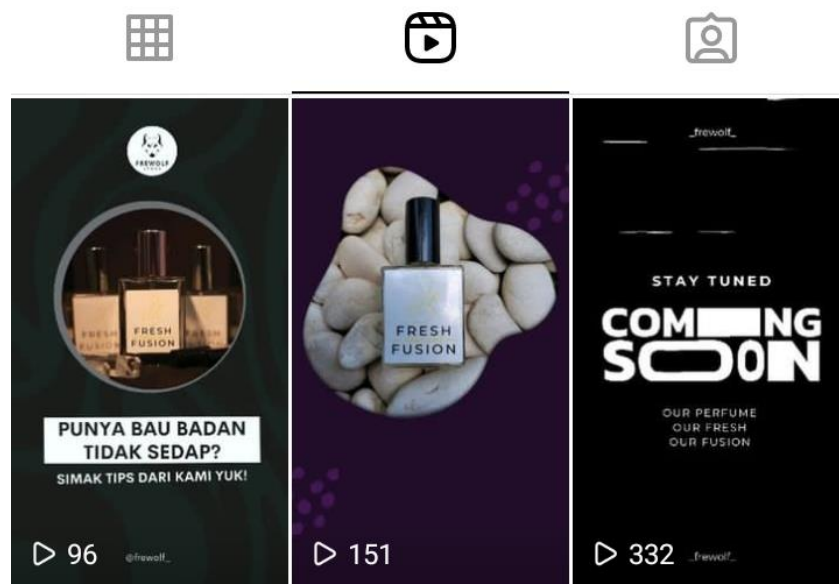 FREWOLF
FRESH
FUSION
PUNYA BAU BADAN
TIDAK SEDAP?
SIMAK TIPS DARI KAMI YUK!
96
@frewolf_
FRESH
FUSION
151
_frewolf_
STAY TUNED
COMING
SOON
OUR PERFUME
OUR FRESH
OUR FUSION
332
_frewolf_